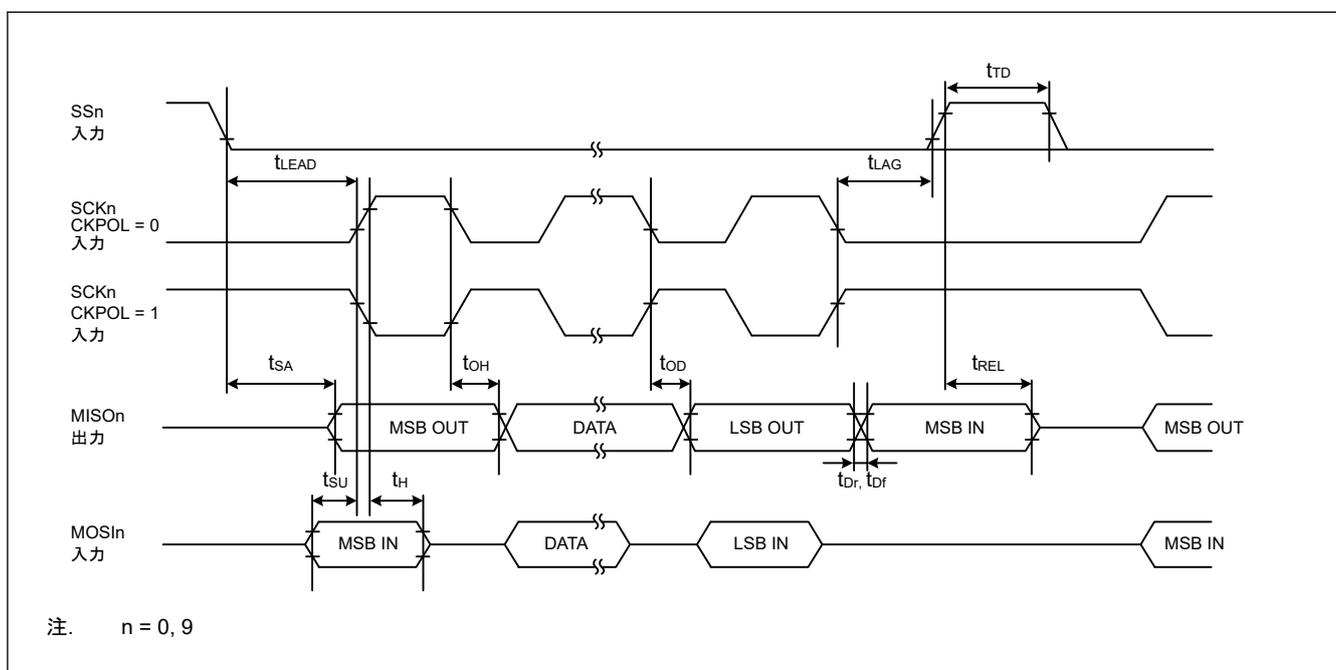 tTD
SSn
入力
tLEAD
tLAG
SCKn
CKPOL = 0
入力
SCKn
CKPOL = 1
入力
tSA
tOH
tOD
tREL
MISOn
出力
MSB OUT
DATA
LSB OUT
MSB IN
MSB OUT
tSU
tH
tDr, tDf
MOSIn
入力
MSB IN
DATA
LSB IN
MSB IN
注. n = 0, 9